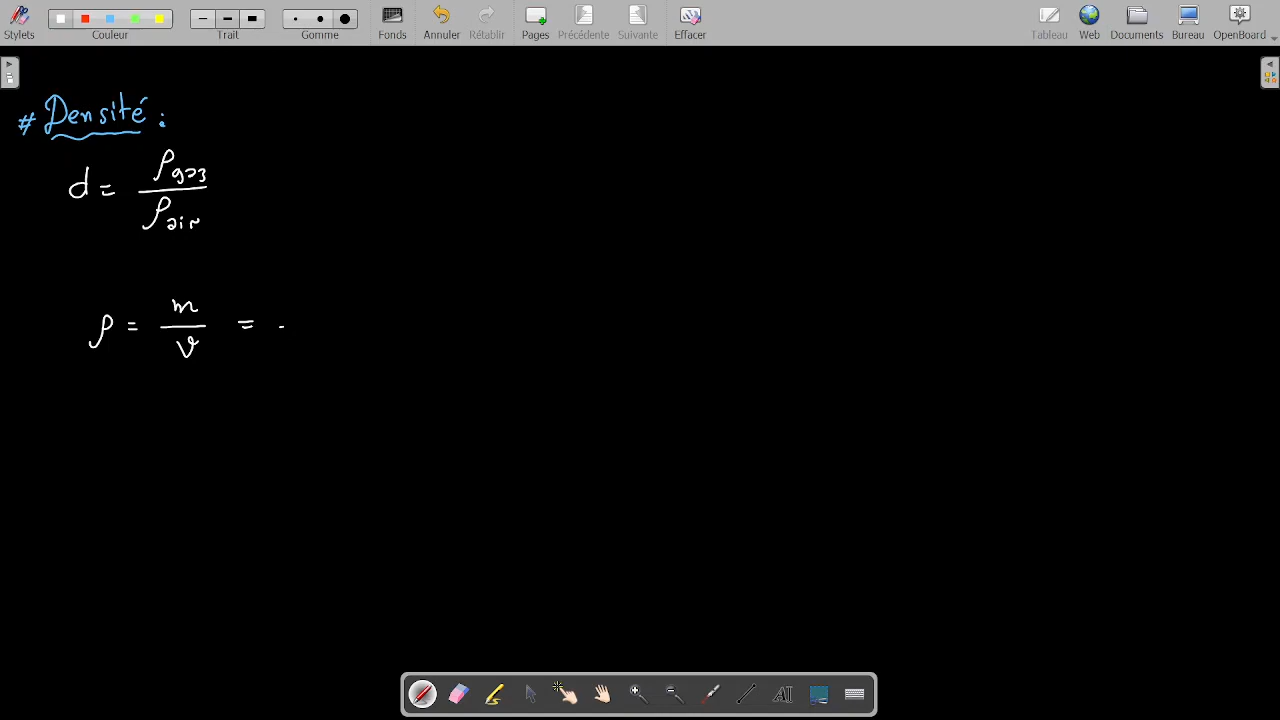 Stylets Couleur Trait Gomme Fonds Annuler Rétablir Pages Précédente Suivante Effacer Tableau Web Documents Bureau OpenBoard
# Densité :
d = ρgaz / ρair
ρ = m / V = -
AI